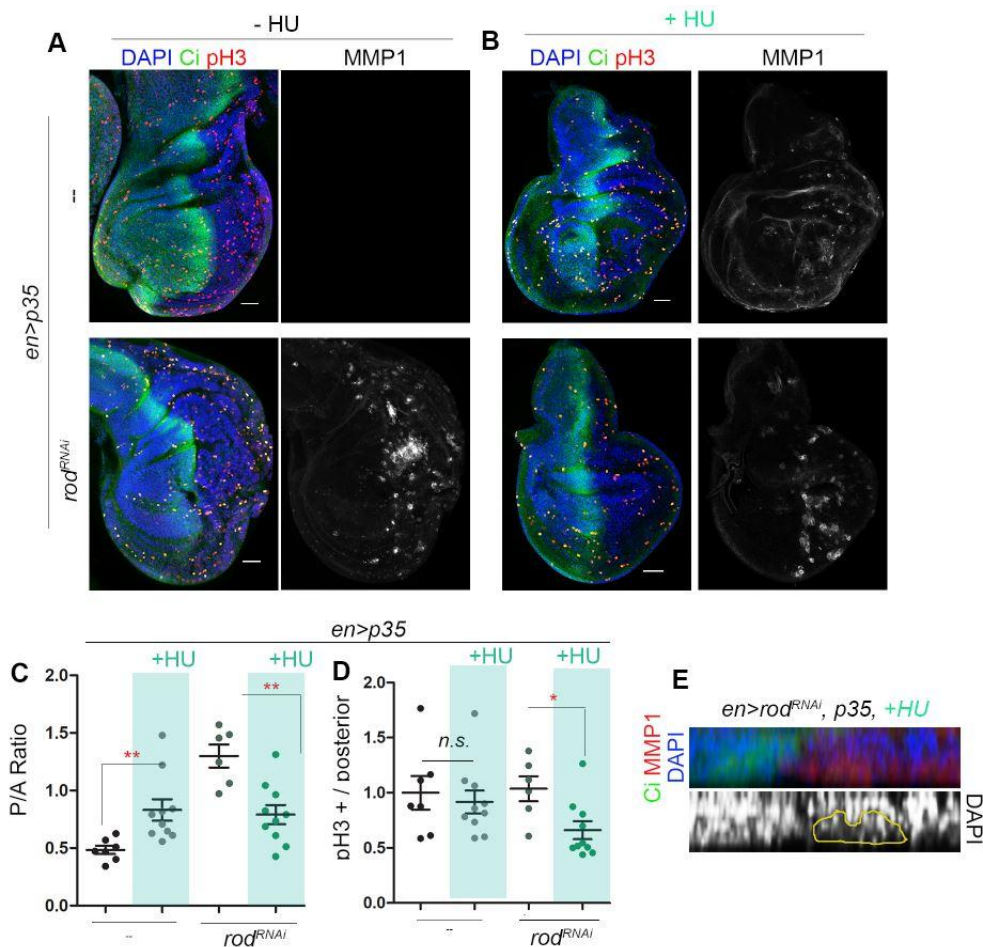 A
- HU
B
+ HU
DAPI Ci pH3
MMP1
DAPI Ci pH3
MMP1
en>p35
--
rod^RNAi
en>p35
C
+HU
D
+HU
E
+HU
+HU
en>rod^RNAi, p35, +HU
P/A Ratio
2.0
1.5
1.0
0.5
0.0
**
**
--
rod^RNAi
pH3 + / posterior
2.0
1.5
1.0
0.5
0.0
n.s.
*
--
rod^RNAi
Ci MMP1
DAPI
DAPI